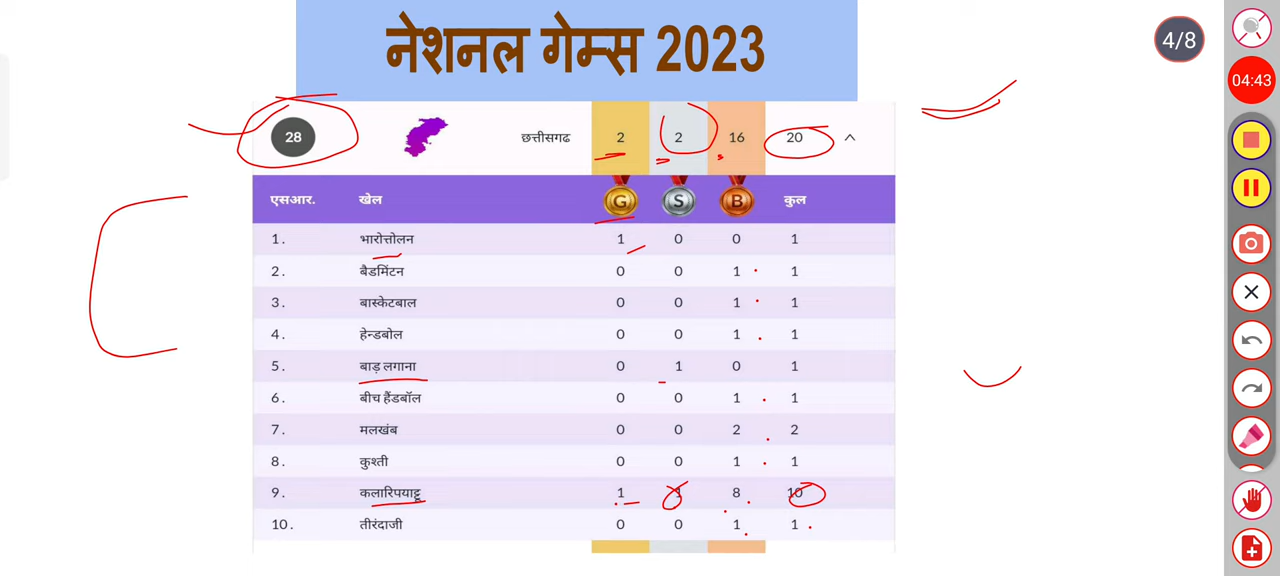 नेशनल गेम्स 2023
4/8
04:43
28 छत्तीसगढ 2 2 16 20
एसआर. खेल G S B कुल
1. भारोत्तोलन 1 0 0 1
2. बैडमिंटन 0 0 1 1
3. बास्केटबाल 0 0 1 1
4. हेन्डबोल 0 0 1 1
5. बाड़ लगाना 0 1 0 1
6. बीच हैंडबॉल 0 0 1 1
7. मलखंब 0 0 2 2
8. कुश्ती 0 0 1 1
9. कलारिपयाट्टू 1 1 8 10
10. तीरंदाजी 0 0 1 1